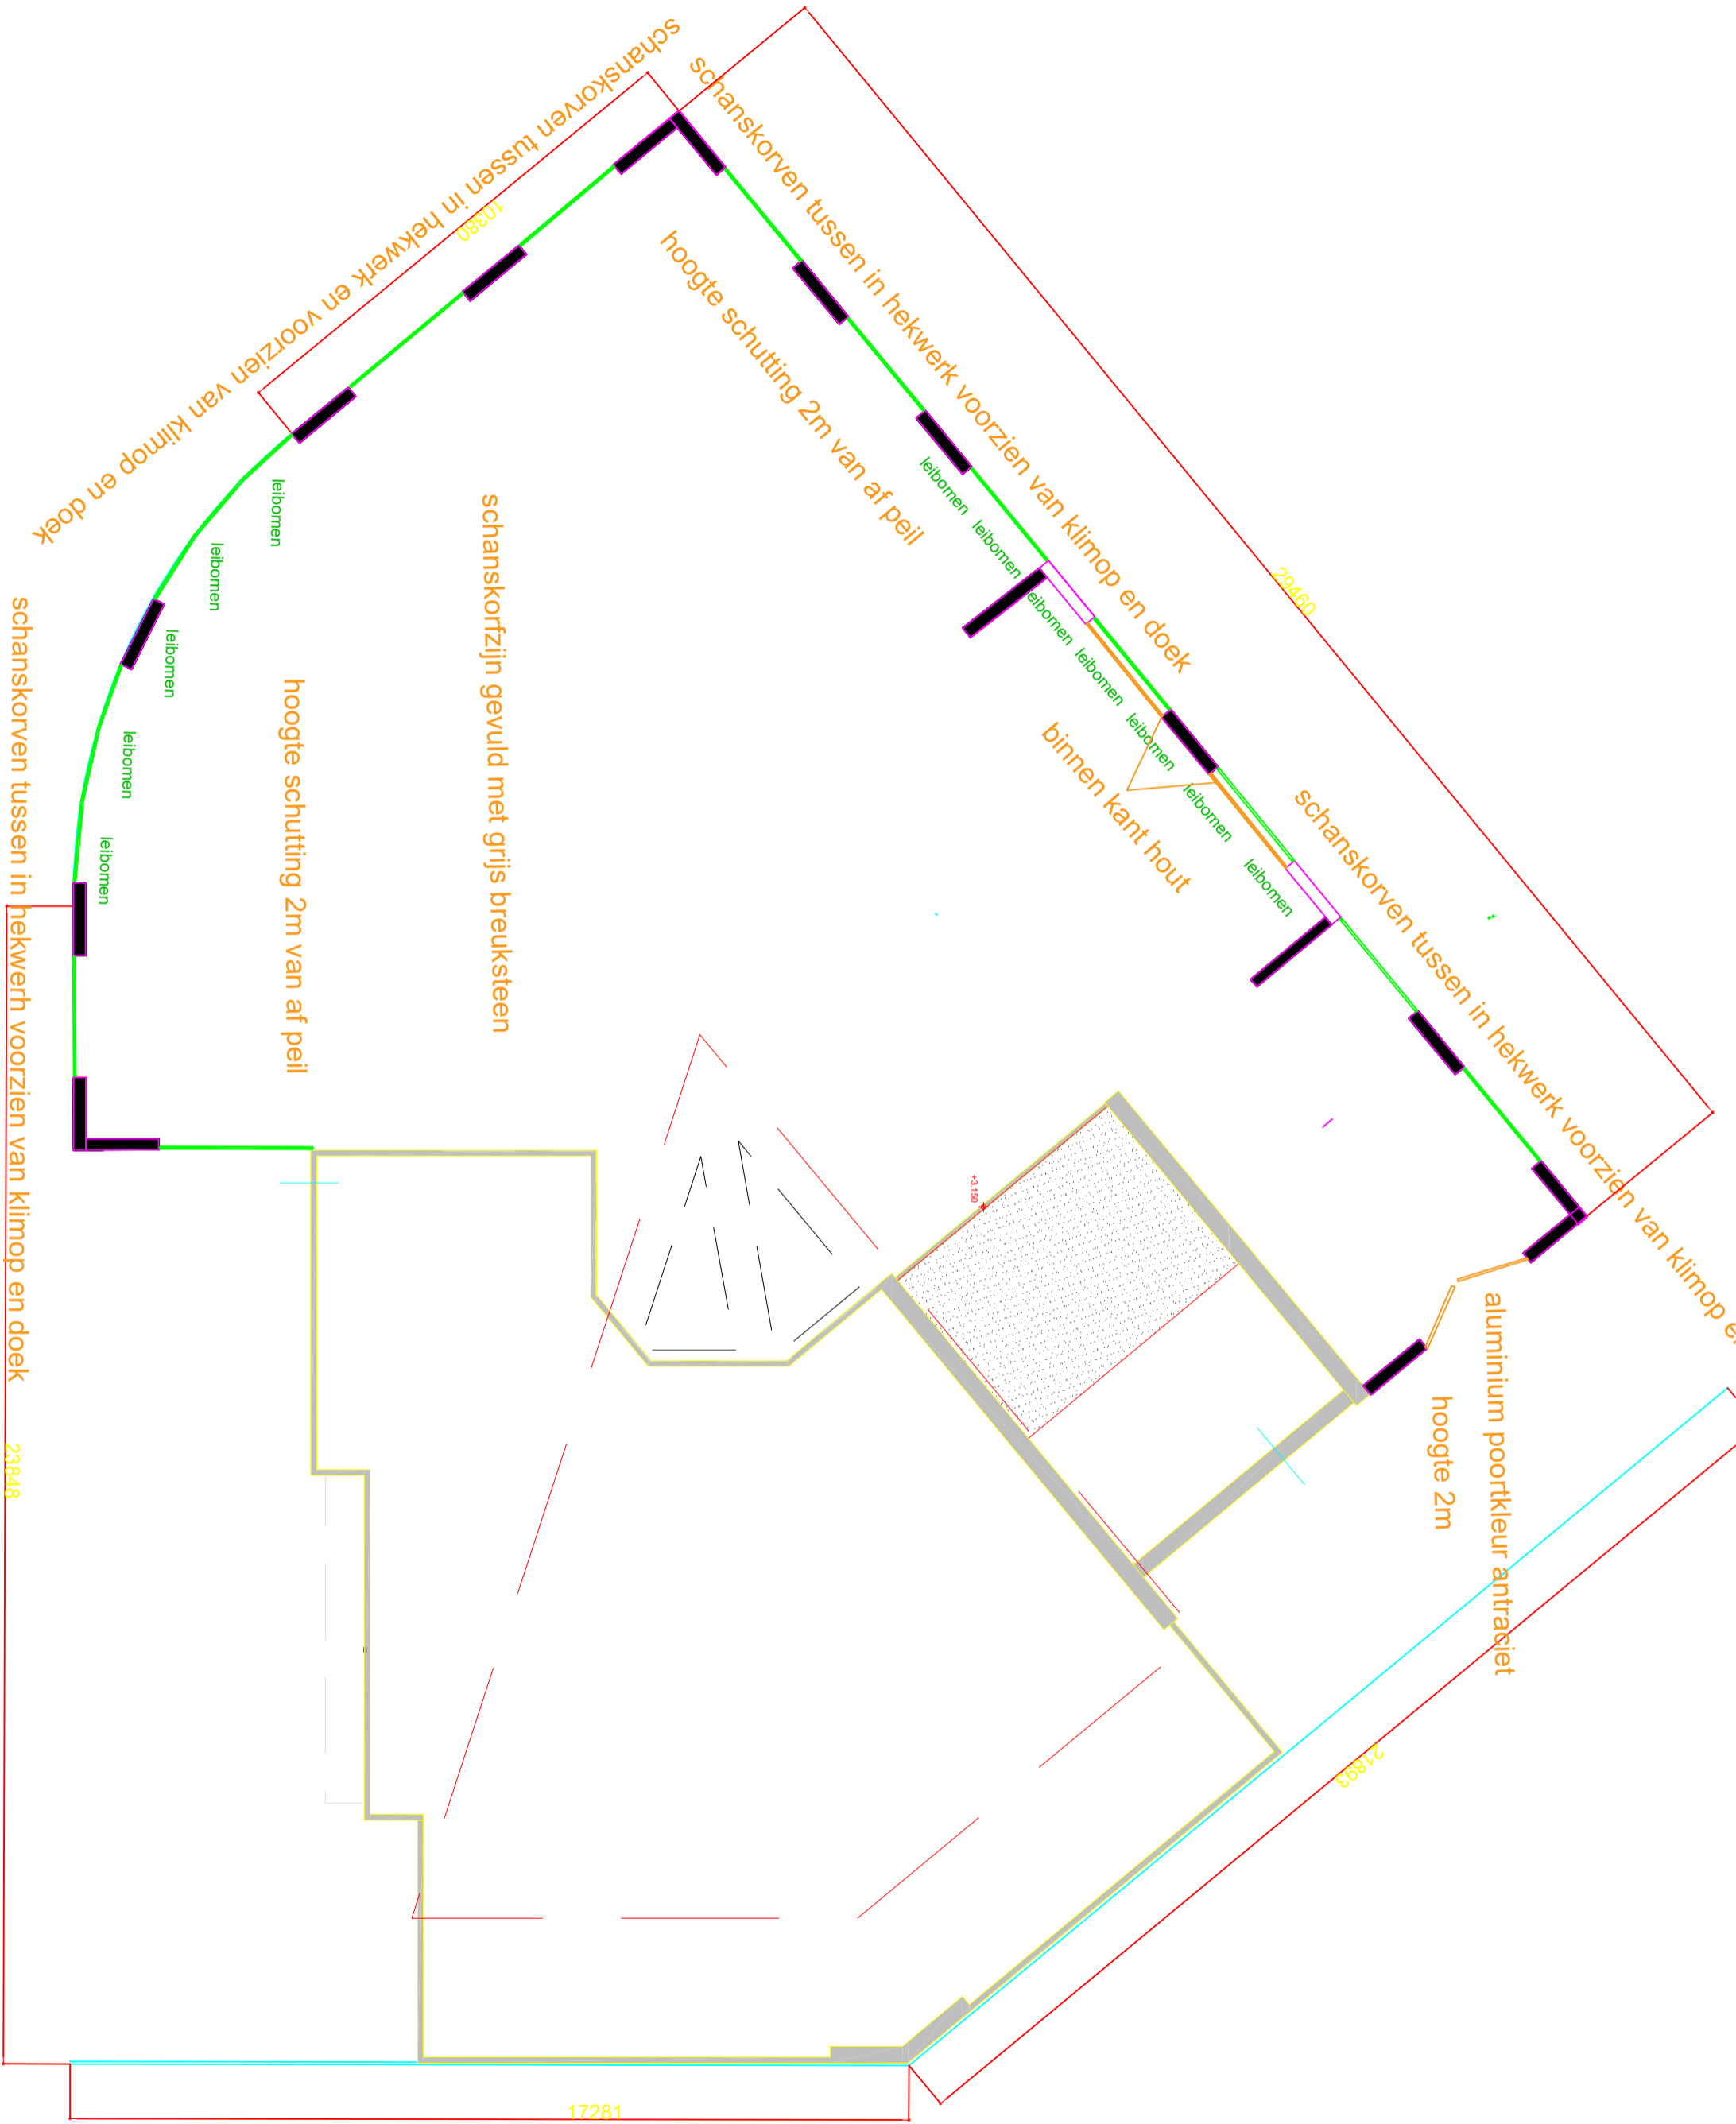 schanskorven tussen in hekwerk en voorzien van klimop en doek
10380
schanskorven tussen in hekwerk voorzien van klimop en doek
hoogte schutting 2m van af peil
29460
leibomen
leibomen
leibomen
leibomen
leibomen
leibomen
leibomen
binnen kant hout
schanskorven tussen in hekwerk voorzien van klimop e
leibomen
leibomen
leibomen
leibomen
leibomen
schanskorfzijn gevuld met grijs breuksteen
hoogte schutting 2m van af peil
schanskorven tussen in hekwerh voorzien van klimop en doek
23848
+3.150
aluminium poortkleur antraciet
hoogte 2m
21893
17281